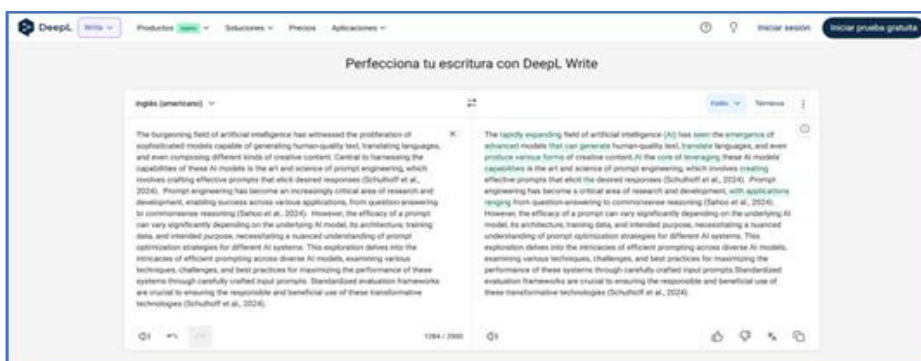 DeepL Write Productos Soluciones Precios Aplicaciones Iniciar sesión Iniciar prueba gratuita
Perfecciona tu escritura con DeepL Write
Inglés (americano)
Estilo Términos
The burgeoning field of artificial intelligence has witnessed the proliferation of
sophisticated models capable of generating human-quality text, translating languages,
and even composing different kinds of creative content. Central to harnessing the
capabilities of these AI models is the art and science of prompt engineering, which
involves crafting effective prompts that elicit desired responses (Schulhoff et al.,
2024). Prompt engineering has become an increasingly critical area of research and
development, enabling success across various applications, from question-answering
to commonsense reasoning (Sahoo et al., 2024). However, the efficacy of a prompt
can vary significantly depending on the underlying AI model, its architecture, training
data, and intended purpose, necessitating a nuanced understanding of prompt
optimization strategies for different AI systems. This exploration delves into the
intricacies of efficient prompting across diverse AI models, examining various
techniques, challenges, and best practices for maximizing the performance of these
systems through carefully crafted input prompts. Standardized evaluation frameworks
are crucial to ensuring the responsible and beneficial use of these transformative
technologies (Schulhoff et al., 2024).
1284 / 2000
The rapidly expanding field of artificial intelligence (AI) has seen the emergence of
advanced models that can generate human-quality text, translate languages, and even
produce various forms of creative content. At the core of leveraging these AI models'
capabilities is the art and science of prompt engineering, which involves creating
effective prompts that elicit the desired responses (Schulhoff et al., 2024). Prompt
engineering has become a critical area of research and development, with applications
ranging from question-answering to commonsense reasoning (Sahoo et al., 2024).
However, the efficacy of a prompt can vary significantly depending on the underlying AI
model, its architecture, training data, and intended purpose, necessitating a nuanced
understanding of prompt optimization strategies for different AI systems. This
exploration delves into the intricacies of efficient prompting across diverse AI models,
examining various techniques, challenges, and best practices for maximizing the
performance of these systems through carefully crafted input prompts.Standardized
evaluation frameworks are crucial to ensuring the responsible and beneficial use of
these transformative technologies (Schulhoff et al., 2024).